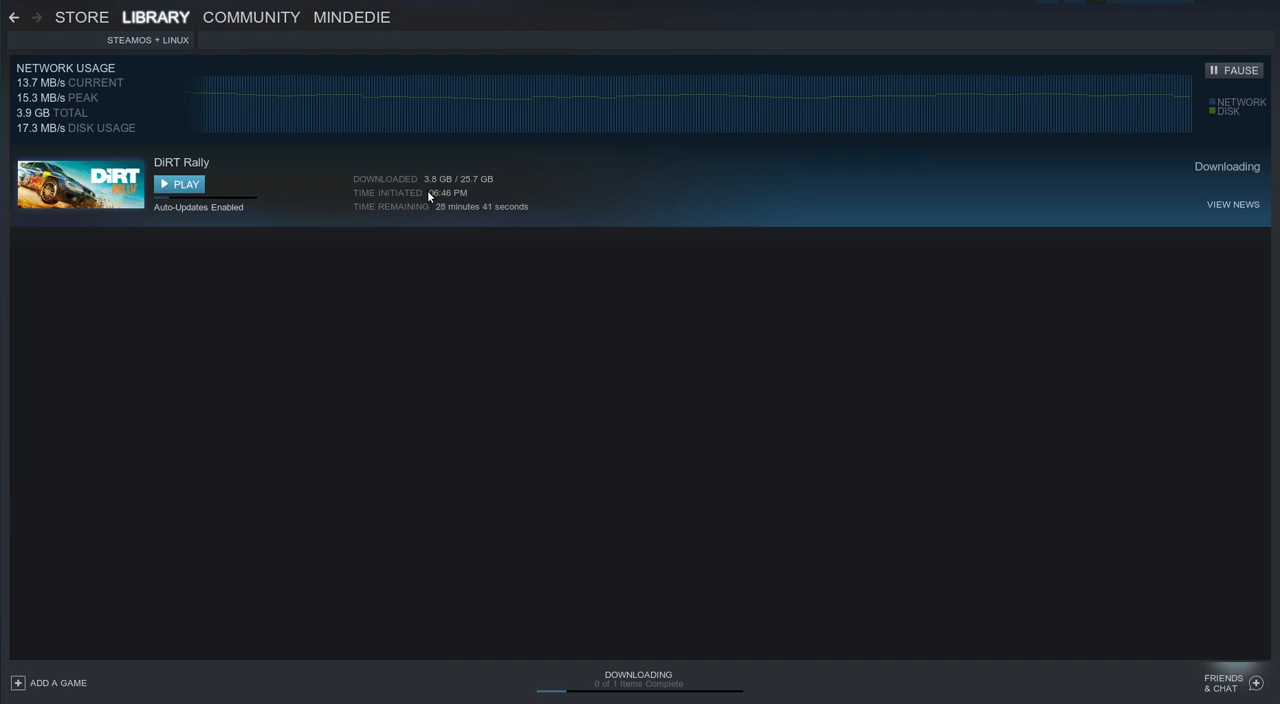 STORE LIBRARY COMMUNITY MINDEDIE
STEAMOS + LINUX
NETWORK USAGE
13.7 MB/s CURRENT
15.3 MB/s PEAK
3.9 GB TOTAL
17.3 MB/s DISK USAGE
PAUSE
NETWORK
DISK
DiRT Rally
DiRT
RALLY
PLAY
Auto-Updates Enabled
DOWNLOADED 3.8 GB / 25.7 GB
TIME INITIATED 06:46 PM
TIME REMAINING 28 minutes 41 seconds
Downloading
VIEW NEWS
ADD A GAME
DOWNLOADING
0 of 1 Items Complete
FRIENDS
& CHAT